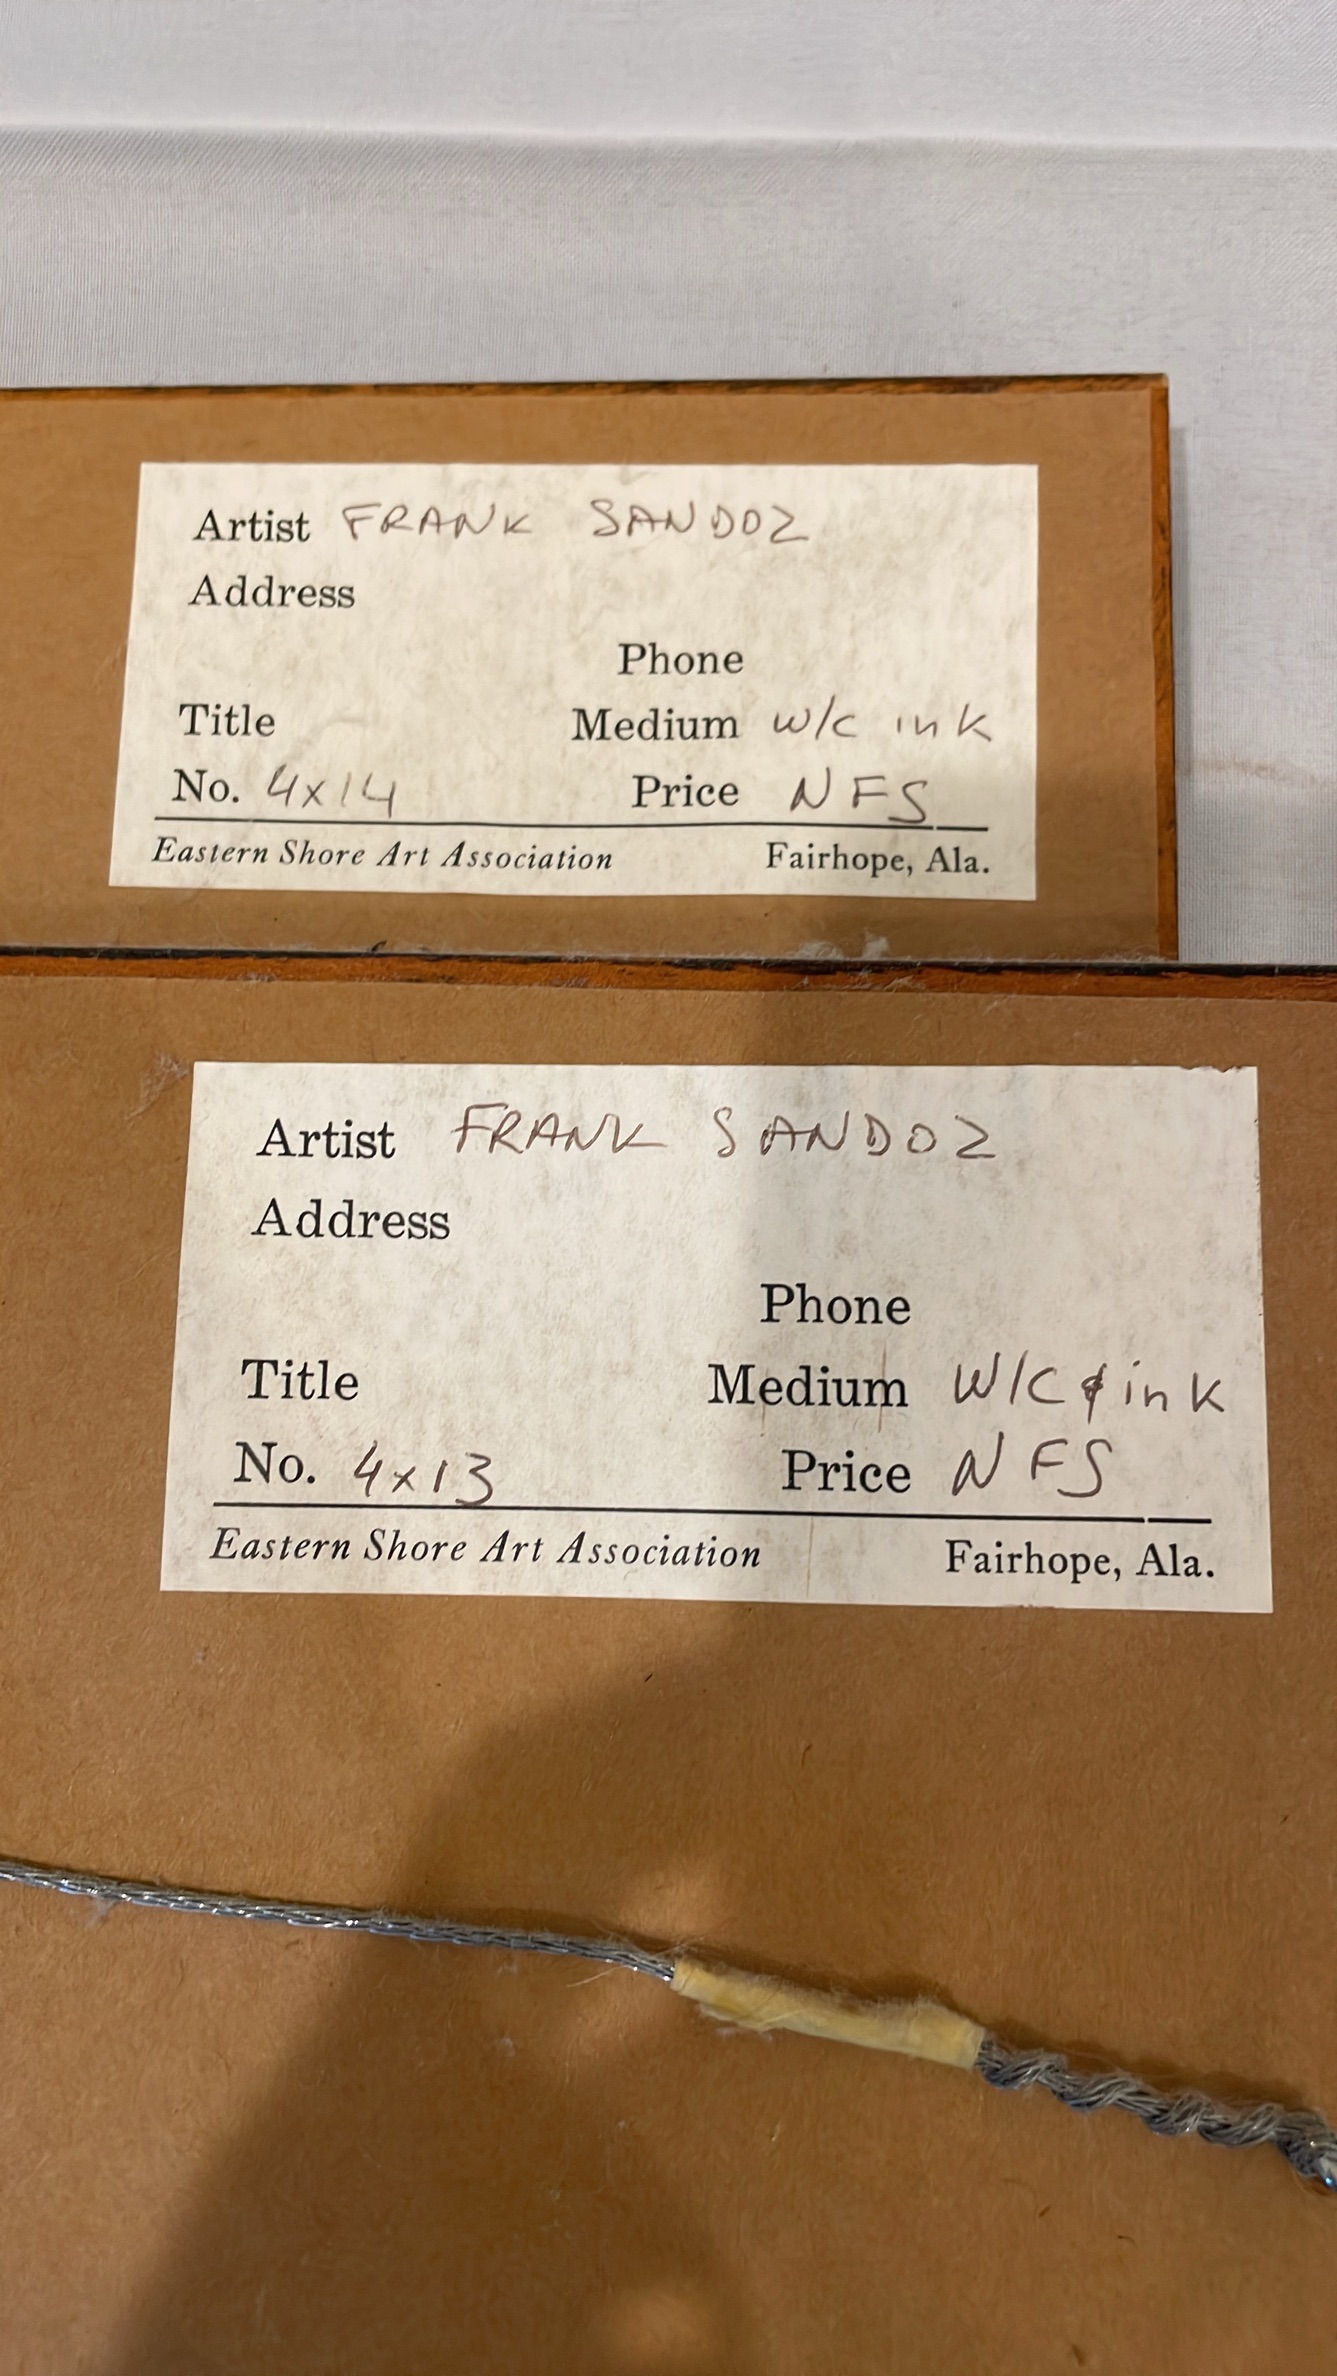 Artist FRANK SANDOZ
Address
Phone
Title Medium w/c ink
No. 4x14 Price NFS
Eastern Shore Art Association Fairhope, Ala.
Artist FRANK SANDOZ
Address
Phone
Title Medium W/C & ink
No. 4x13 Price NFS
Eastern Shore Art Association Fairhope, Ala.